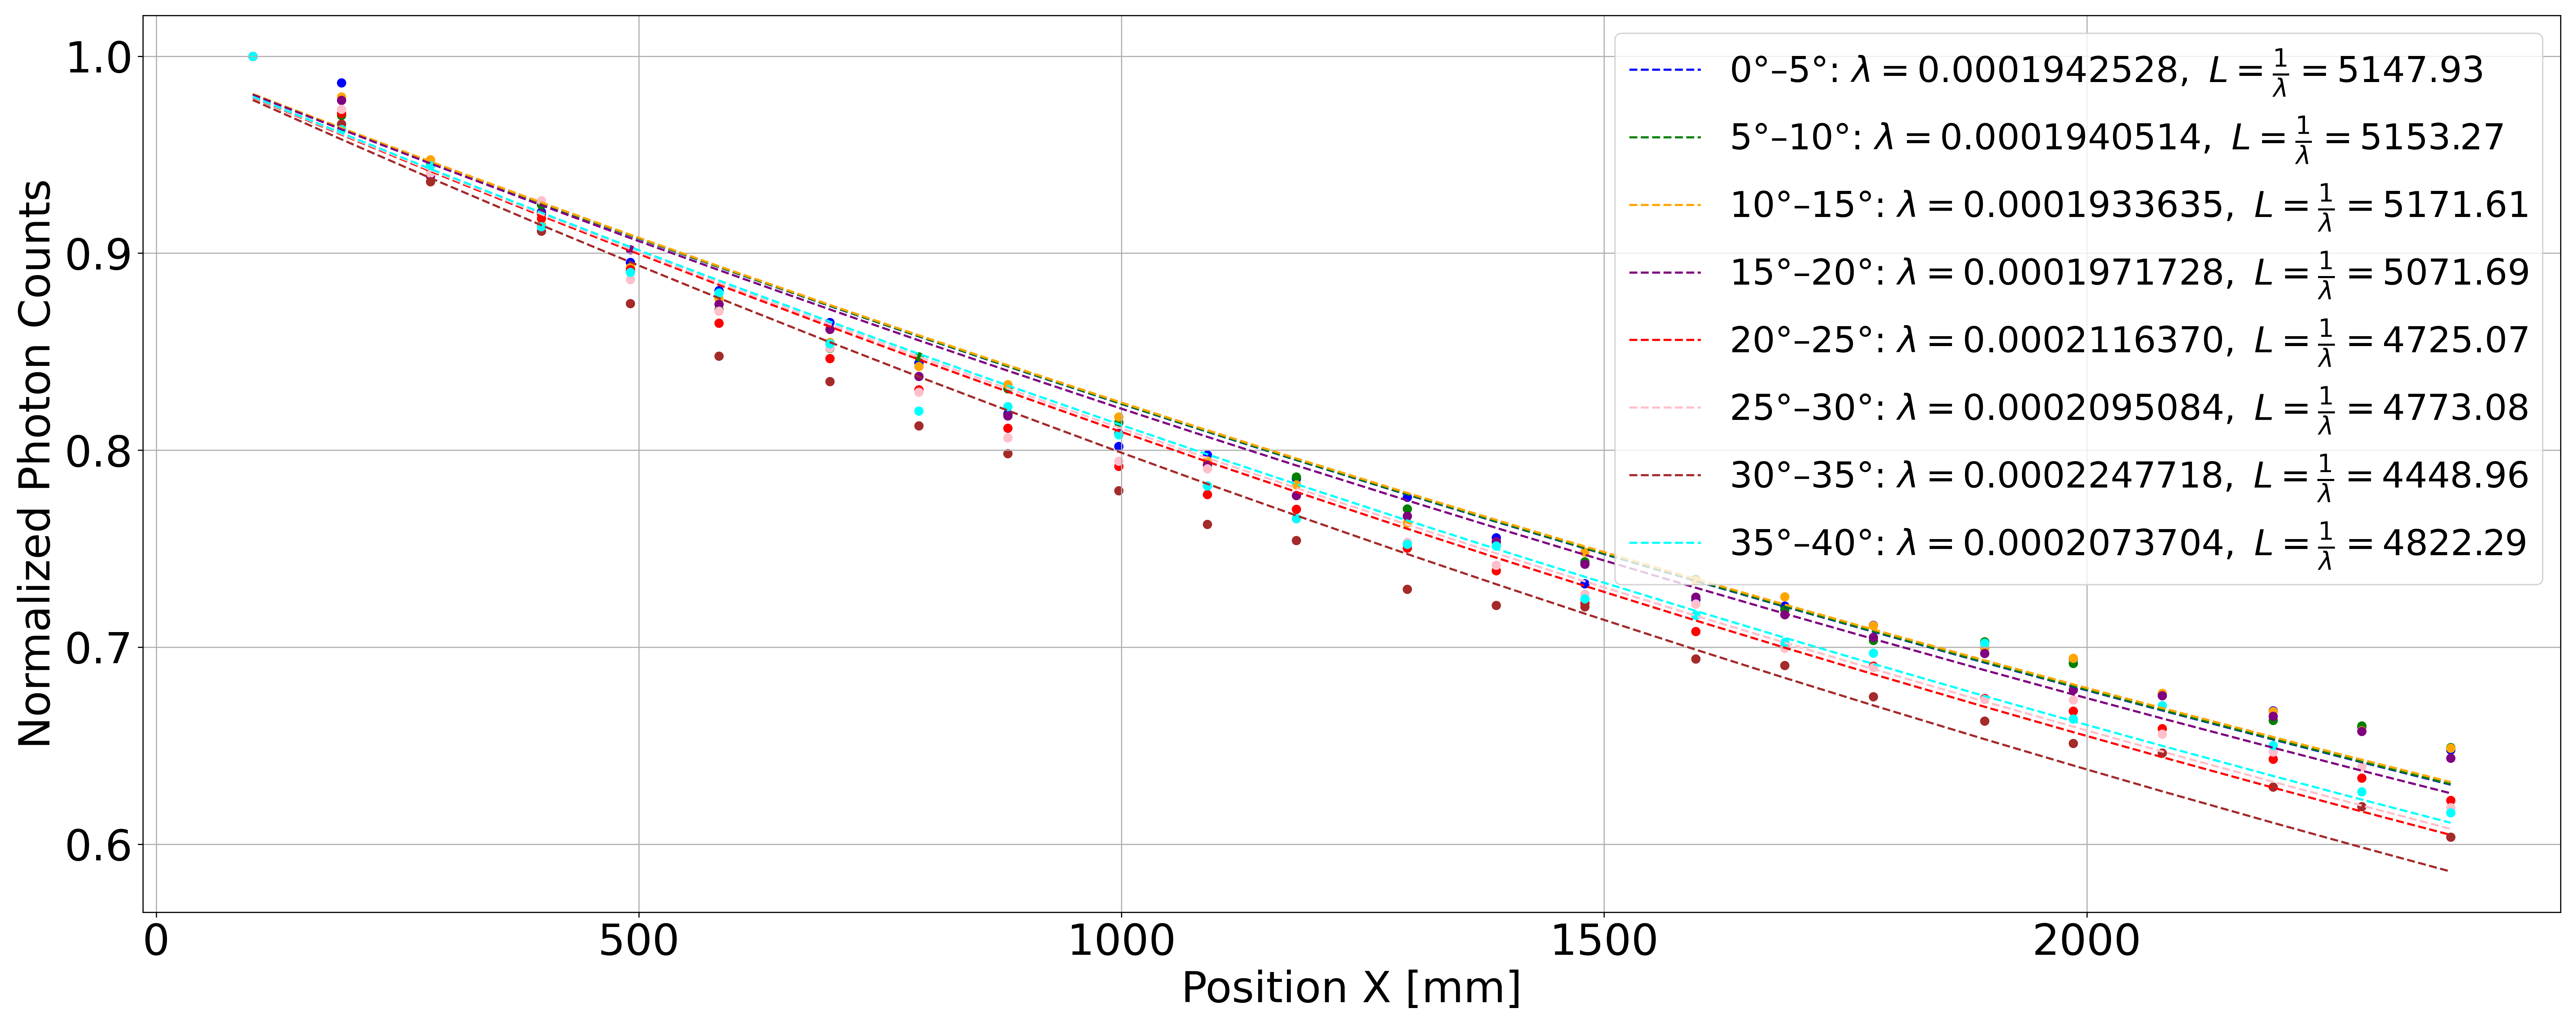 1.0
0.9
0.8
0.7
0.6
Normalized Photon Counts
0°–5°: λ = 0.0001942528, L = 1/λ = 5147.93
5°–10°: λ = 0.0001940514, L = 1/λ = 5153.27
10°–15°: λ = 0.0001933635, L = 1/λ = 5171.61
15°–20°: λ = 0.0001971728, L = 1/λ = 5071.69
20°–25°: λ = 0.0002116370, L = 1/λ = 4725.07
25°–30°: λ = 0.0002095084, L = 1/λ = 4773.08
30°–35°: λ = 0.0002247718, L = 1/λ = 4448.96
35°–40°: λ = 0.0002073704, L = 1/λ = 4822.29
0 500 1000 1500 2000
Position X [mm]